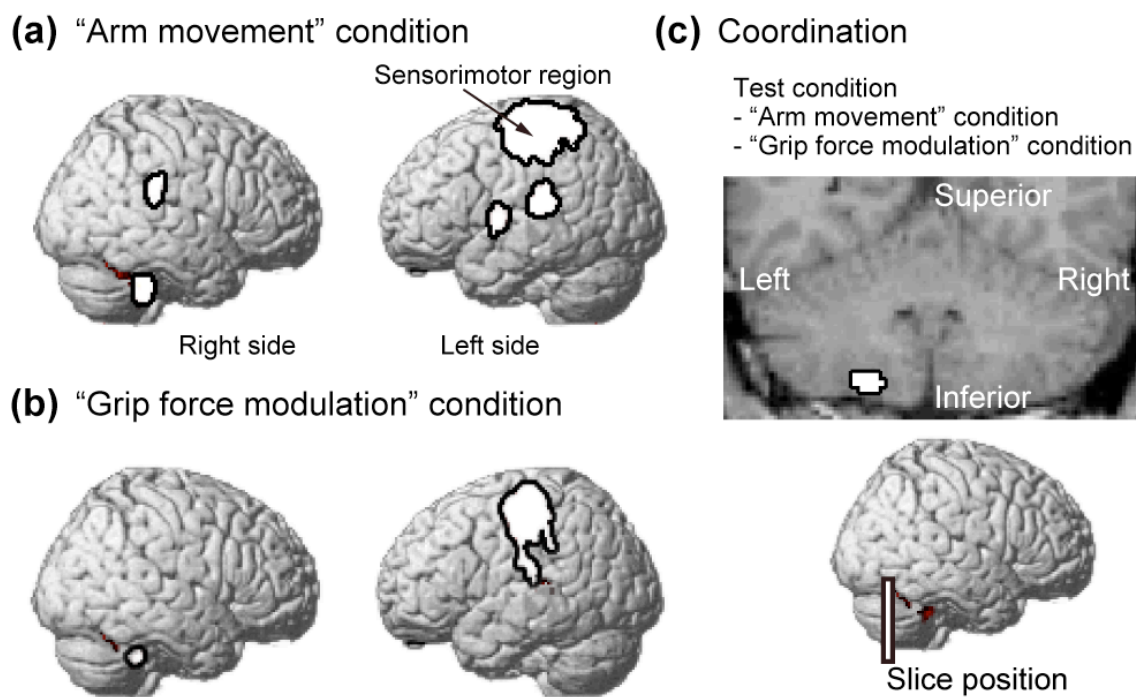 (a) “Arm movement” condition
Sensorimotor region
Right side
Left side
(b) “Grip force modulation” condition
(c) Coordination
Test condition
- “Arm movement” condition
- “Grip force modulation” condition
Superior
Left
Right
Inferior
Slice position